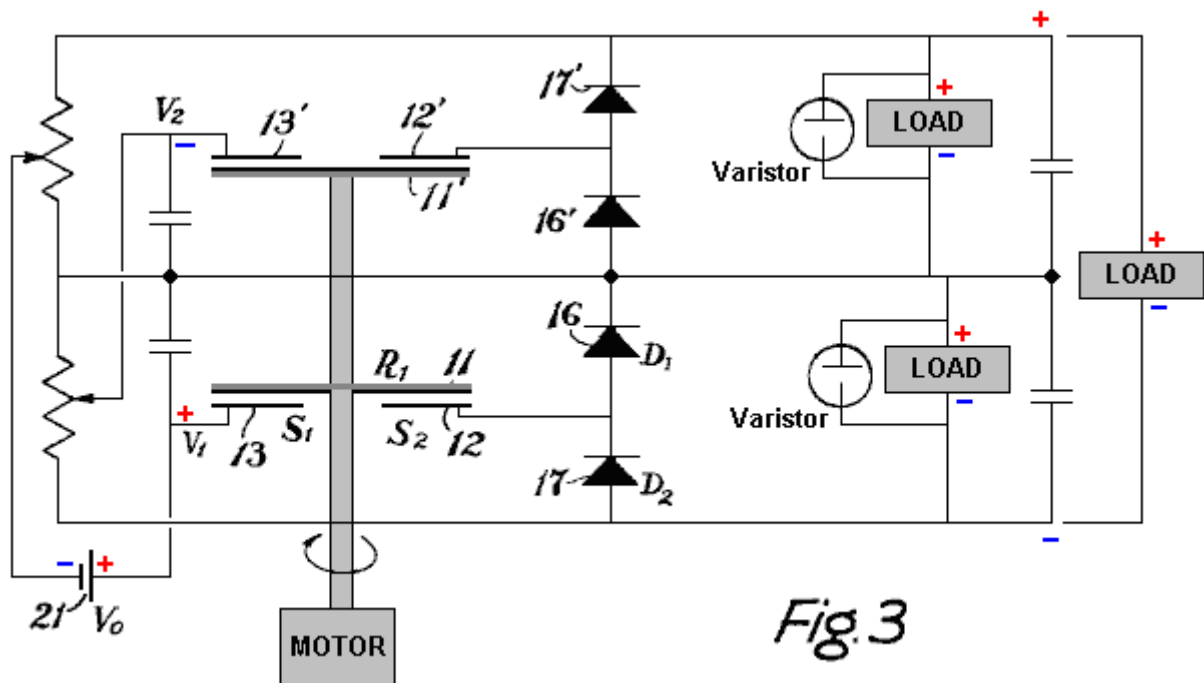 +
17'
+
V2
13'
12'
LOAD
−
−
Varistor
11'
16'
+
LOAD
−
16
D1
+
R1
11
LOAD
+
−
V1
13
S1
S2
12
Varistor
17
D2
−
−
+
21
V0
MOTOR
Fig. 3